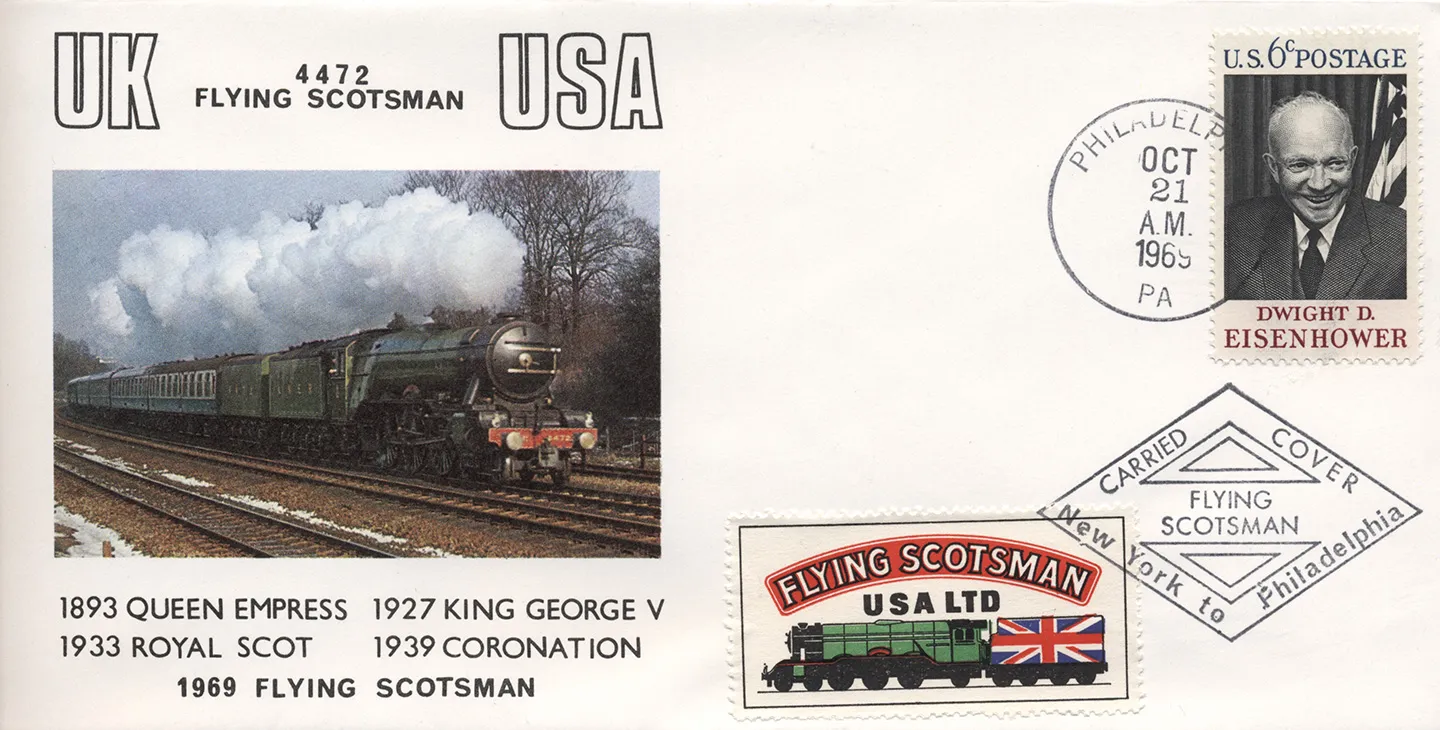 UK
4472
FLYING SCOTSMAN
USA
1893 QUEEN EMPRESS 1927 KING GEORGE V
1933 ROYAL SCOT 1939 CORONATION
1969 FLYING SCOTSMAN
4472
U.S. 6c POSTAGE
DWIGHT D.
EISENHOWER
PHILADELP
OCT
21
A.M.
1969
PA
CARRIED COVER
FLYING
SCOTSMAN
New York to Philadelphia
FLYING SCOTSMAN
USA LTD